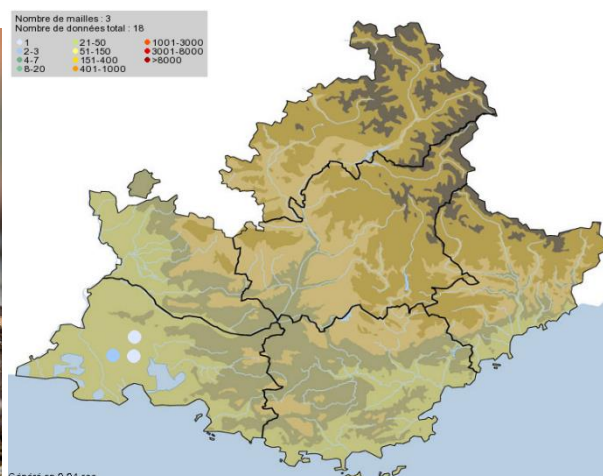 Nombre de mailles : 3
Nombre de données total : 18
1 21-50 1001-3000
2-3 51-150 3001-8000
4-7 151-400 >8000
8-20 401-1000